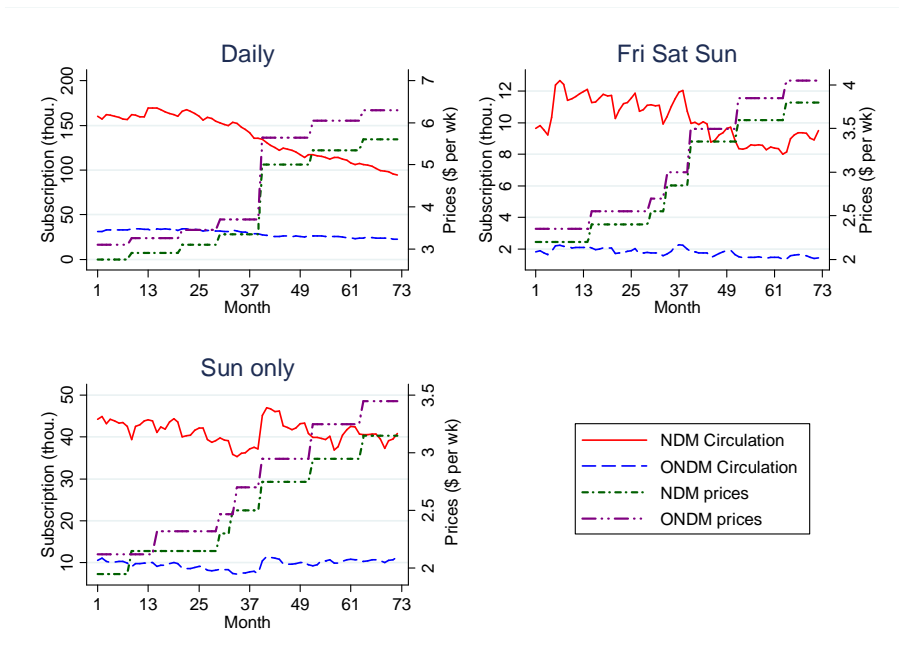 Daily
Subscription (thou.)
0 50 100 150 200
3 4 5 6 7
Prices ($ per wk)
1 13 25 37 49 61 73
Month
Fri Sat Sun
Subscription (thou.)
2 4 6 8 10 12
2 2.5 3 3.5 4
Prices ($ per wk)
1 13 25 37 49 61 73
Month
Sun only
Subscription (thou.)
10 20 30 40 50
2 2.5 3 3.5
Prices ($ per wk)
1 13 25 37 49 61 73
Month
NDM Circulation
ONDM Circulation
NDM prices
ONDM prices